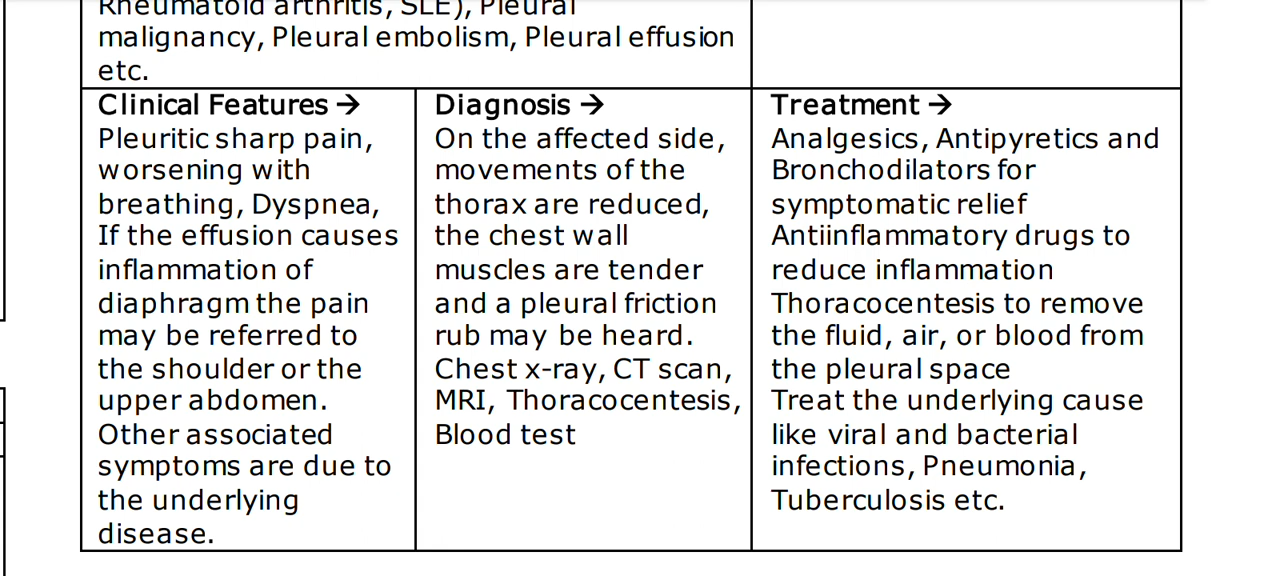 Rheumatoid arthritis, SLE), Pleural
malignancy, Pleural embolism, Pleural effusion
etc.
Clinical Features →
Pleuritic sharp pain,
worsening with
breathing, Dyspnea,
If the effusion causes
inflammation of
diaphragm the pain
may be referred to
the shoulder or the
upper abdomen.
Other associated
symptoms are due to
the underlying
disease.
Diagnosis →
On the affected side,
movements of the
thorax are reduced,
the chest wall
muscles are tender
and a pleural friction
rub may be heard.
Chest x-ray, CT scan,
MRI, Thoracocentesis,
Blood test
Treatment →
Analgesics, Antipyretics and
Bronchodilators for
symptomatic relief
Antiinflammatory drugs to
reduce inflammation
Thoracocentesis to remove
the fluid, air, or blood from
the pleural space
Treat the underlying cause
like viral and bacterial
infections, Pneumonia,
Tuberculosis etc.